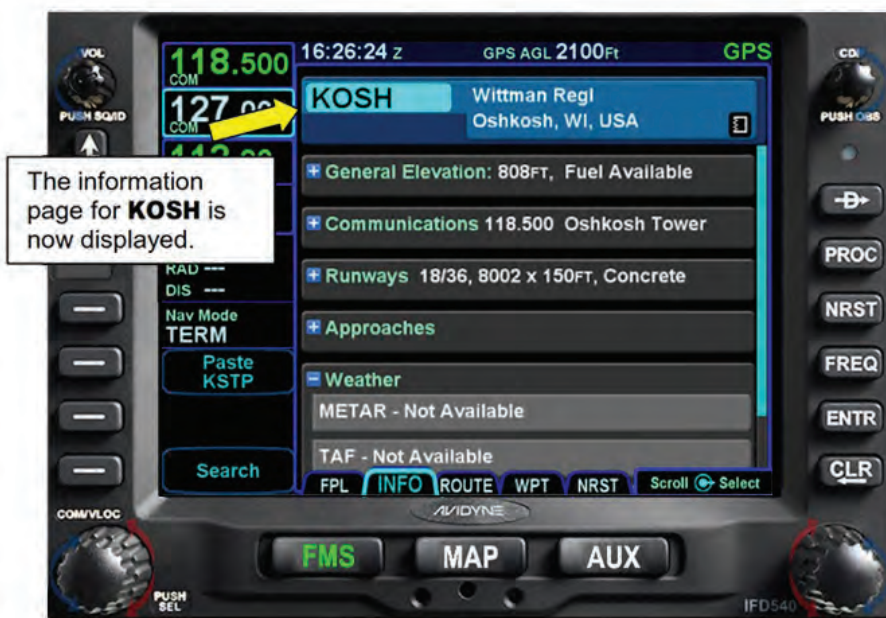 VOL
PUSH SQ/ID
118.500
COM
16:26:24 Z
GPS AGL 2100FT
GPS
CDI
PUSH OBS
127.
COM
KOSH
Wittman Regl
Oshkosh, WI, USA
The information
page for KOSH is
now displayed.
General Elevation: 808FT, Fuel Available
Communications 118.500 Oshkosh Tower
RAD ---
DIS ---
Runways 18/36, 8002 x 150FT, Concrete
Nav Mode
TERM
Approaches
Paste
KSTP
Weather
METAR - Not Available
TAF - Not Available
Search
FPL INFO ROUTE WPT NRST Scroll Select
D
PROC
NRST
FREQ
ENTR
CLR
COM/VLOC
AVIDYNE
FMS MAP AUX
PUSH
SEL
IFD540